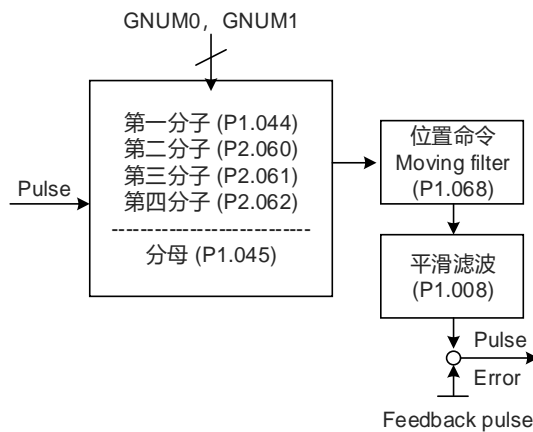 GNUM0，GNUM1
第一分子 (P1.044)
第二分子 (P2.060)
第三分子 (P2.061)
第四分子 (P2.062)
分母 (P1.045)
Pulse
位置命令
Moving filter
(P1.068)
平滑滤波
(P1.008)
Pulse
Error
Feedback pulse